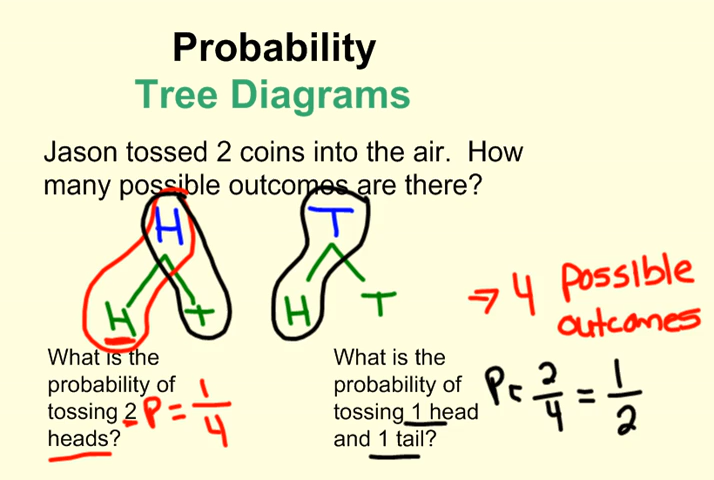 Probability
Tree Diagrams
Jason tossed 2 coins into the air. How
many possible outcomes are there?
H T
H t H T
→ 4 possible
outcomes
What is the
probability of
tossing 2
heads?
P = 1/4
What is the
probability of
tossing 1 head
and 1 tail?
P = 2/4 = 1/2